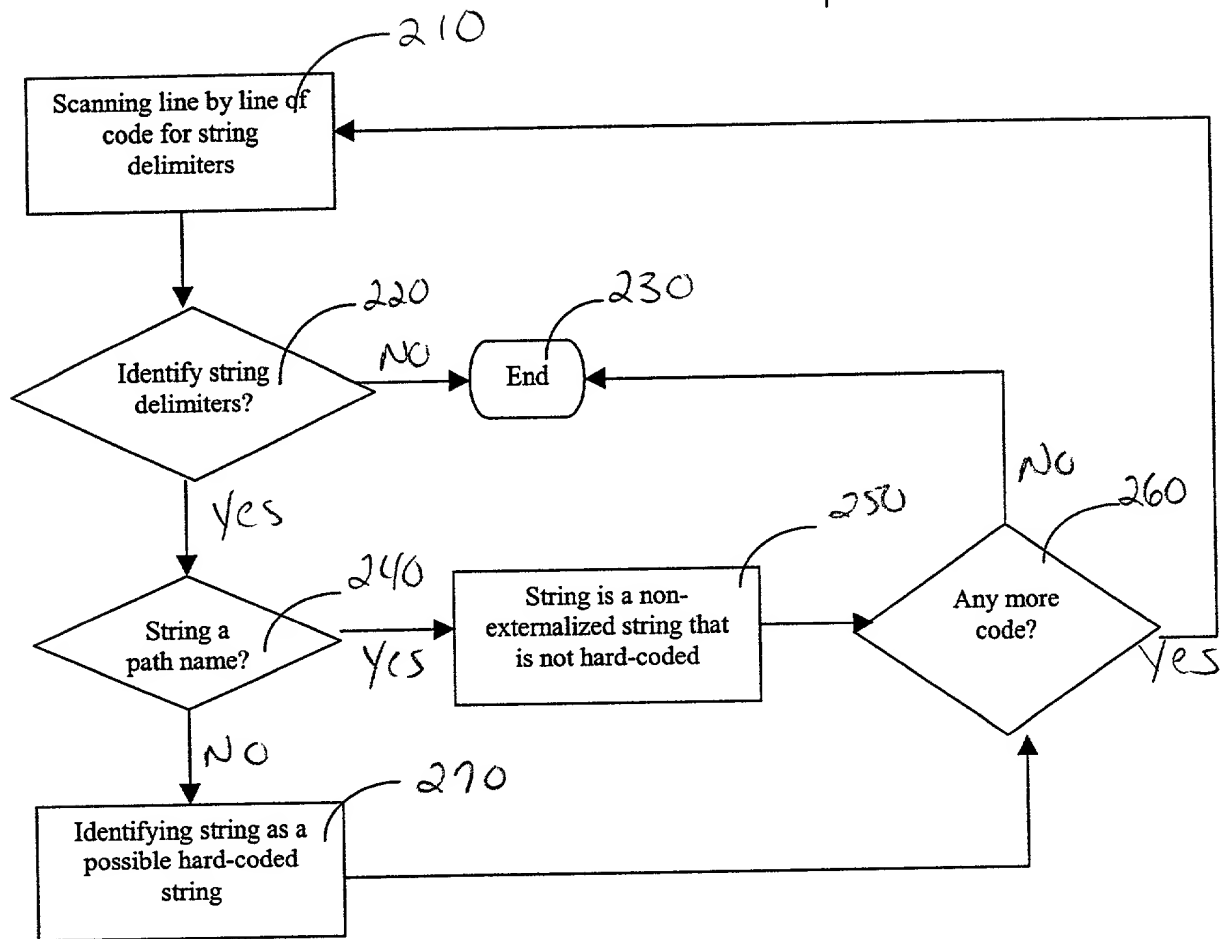 210
Scanning line by line of
code for string
delimiters
220
230
Identify string
delimiters?
NO
End
Yes
NO
260
250
240
String a
path name?
Yes
String is a non-
externalized string that
is not hard-coded
Any more
code?
Yes
NO
270
Identifying string as a
possible hard-coded
string